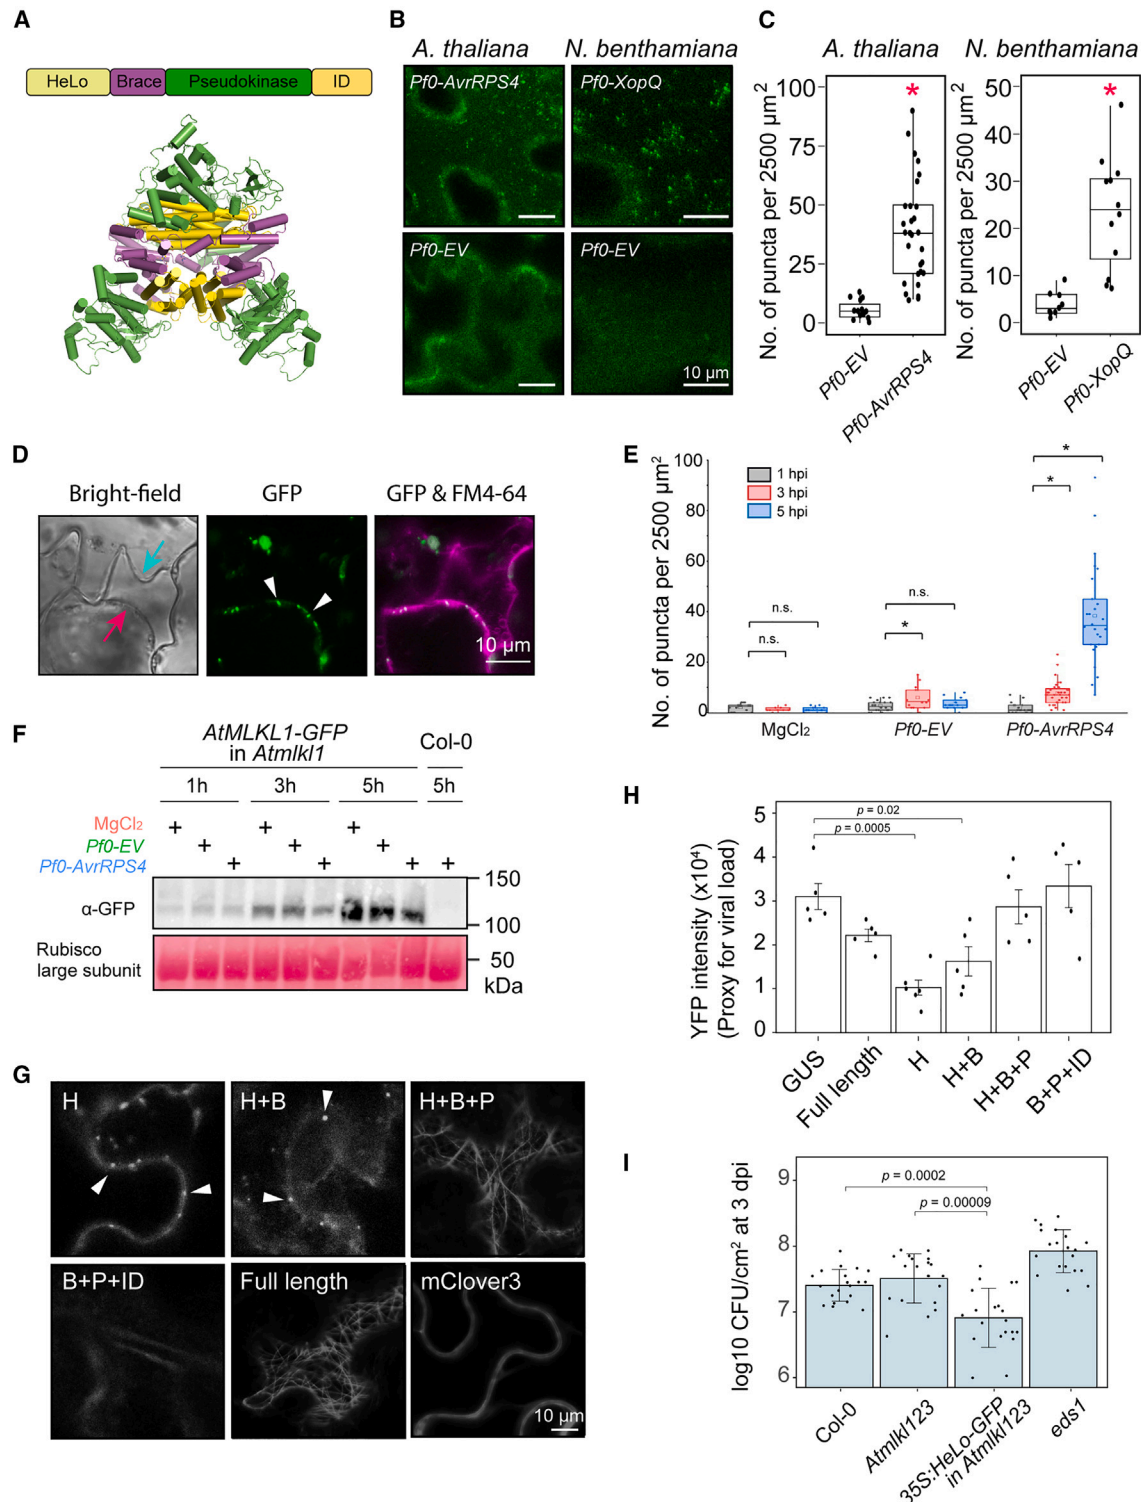 A
HeLo Brace Pseudokinase ID
B
A. thaliana N. benthamiana
Pf0-AvrRPS4 Pf0-XopQ
Pf0-EV Pf0-EV
10 µm
C
A. thaliana N. benthamiana
No. of puncta per 2500 µm²
100
75
50
25
0
*
Pf0-EV
Pf0-AvrRPS4
No. of puncta per 2500 µm²
50
40
30
20
10
0
*
Pf0-EV
Pf0-XopQ
D
Bright-field GFP GFP & FM4-64
10 µm
E
No. of puncta per 2500 µm²
100
80
60
40
20
0
1 hpi
3 hpi
5 hpi
n.s.
n.s.
n.s.
*
*
*
MgCl₂ Pf0-EV Pf0-AvrRPS4
F
AtMLKL1-GFP
in Atmlkl1
Col-0
1h 3h 5h 5h
MgCl₂ + + +
Pf0-EV + + +
Pf0-AvrRPS4 + + + +
α-GFP
150
100
Rubisco
large subunit
50
kDa
G
H H+B H+B+P
B+P+ID Full length mClover3
10 µm
H
YFP intensity (x10⁴)
(Proxy for viral load)
5
4
3
2
1
0
p = 0.02
p = 0.0005
GUS
Full length
H
H+B
H+B+P
B+P+ID
I
log10 CFU/cm² at 3 dpi
9
8
7
6
p = 0.0002
p = 0.00009
Col-0
Atmlkl123
35S:HeLo-GFP
in Atmlkl123
eds1